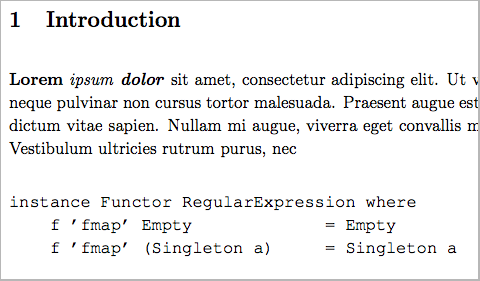 1 Introduction
Lorem ipsum dolor sit amet, consectetur adipiscing elit. Ut
neque pulvinar non cursus tortor malesuada. Praesent augue est
dictum vitae sapien. Nullam mi augue, viverra eget convallis
Vestibulum ultricies rutrum purus, nec
instance Functor RegularExpression where
f 'fmap' Empty = Empty
f 'fmap' (Singleton a) = Singleton a